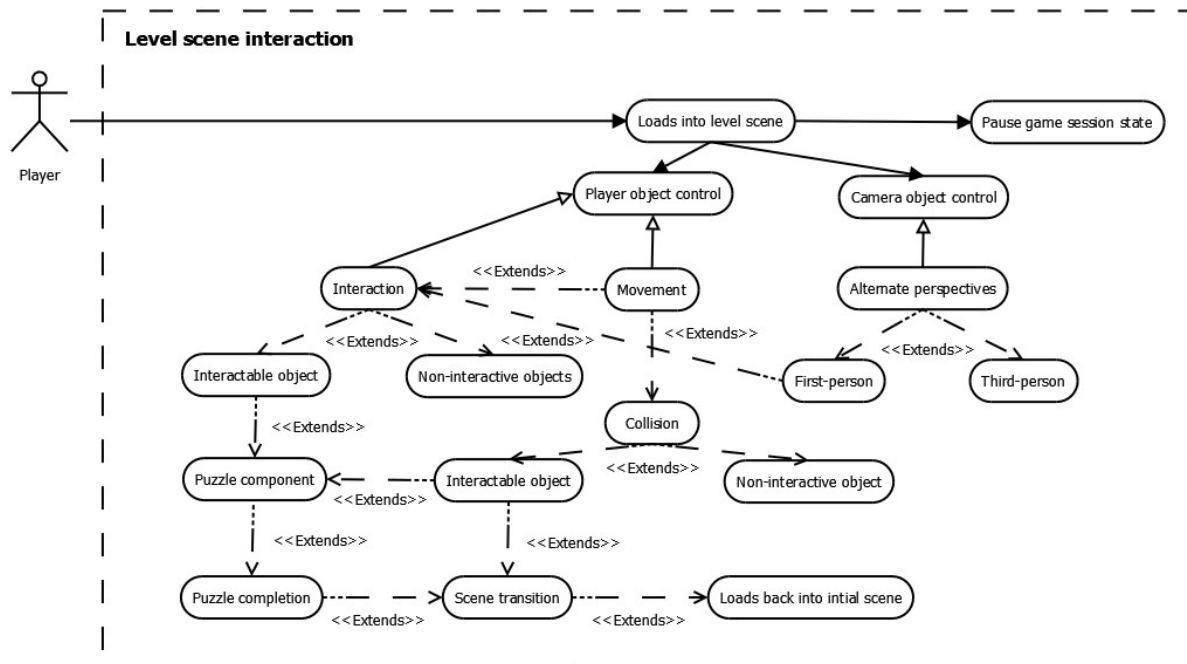 Level scene interaction
Player
Loads into level scene
Pause game session state
Player object control
Camera object control
<<Extends>>
Interaction
Movement
Alternate perspectives
<<Extends>>
<<Extends>>
<<Extends>>
<<Extends>>
Interactable object
Non-interactive objects
First-person
Third-person
<<Extends>>
Collision
<<Extends>>
Puzzle component
Interactable object
Non-interactive object
<<Extends>>
<<Extends>>
<<Extends>>
Puzzle completion
Scene transition
Loads back into intial scene
<<Extends>>
<<Extends>>